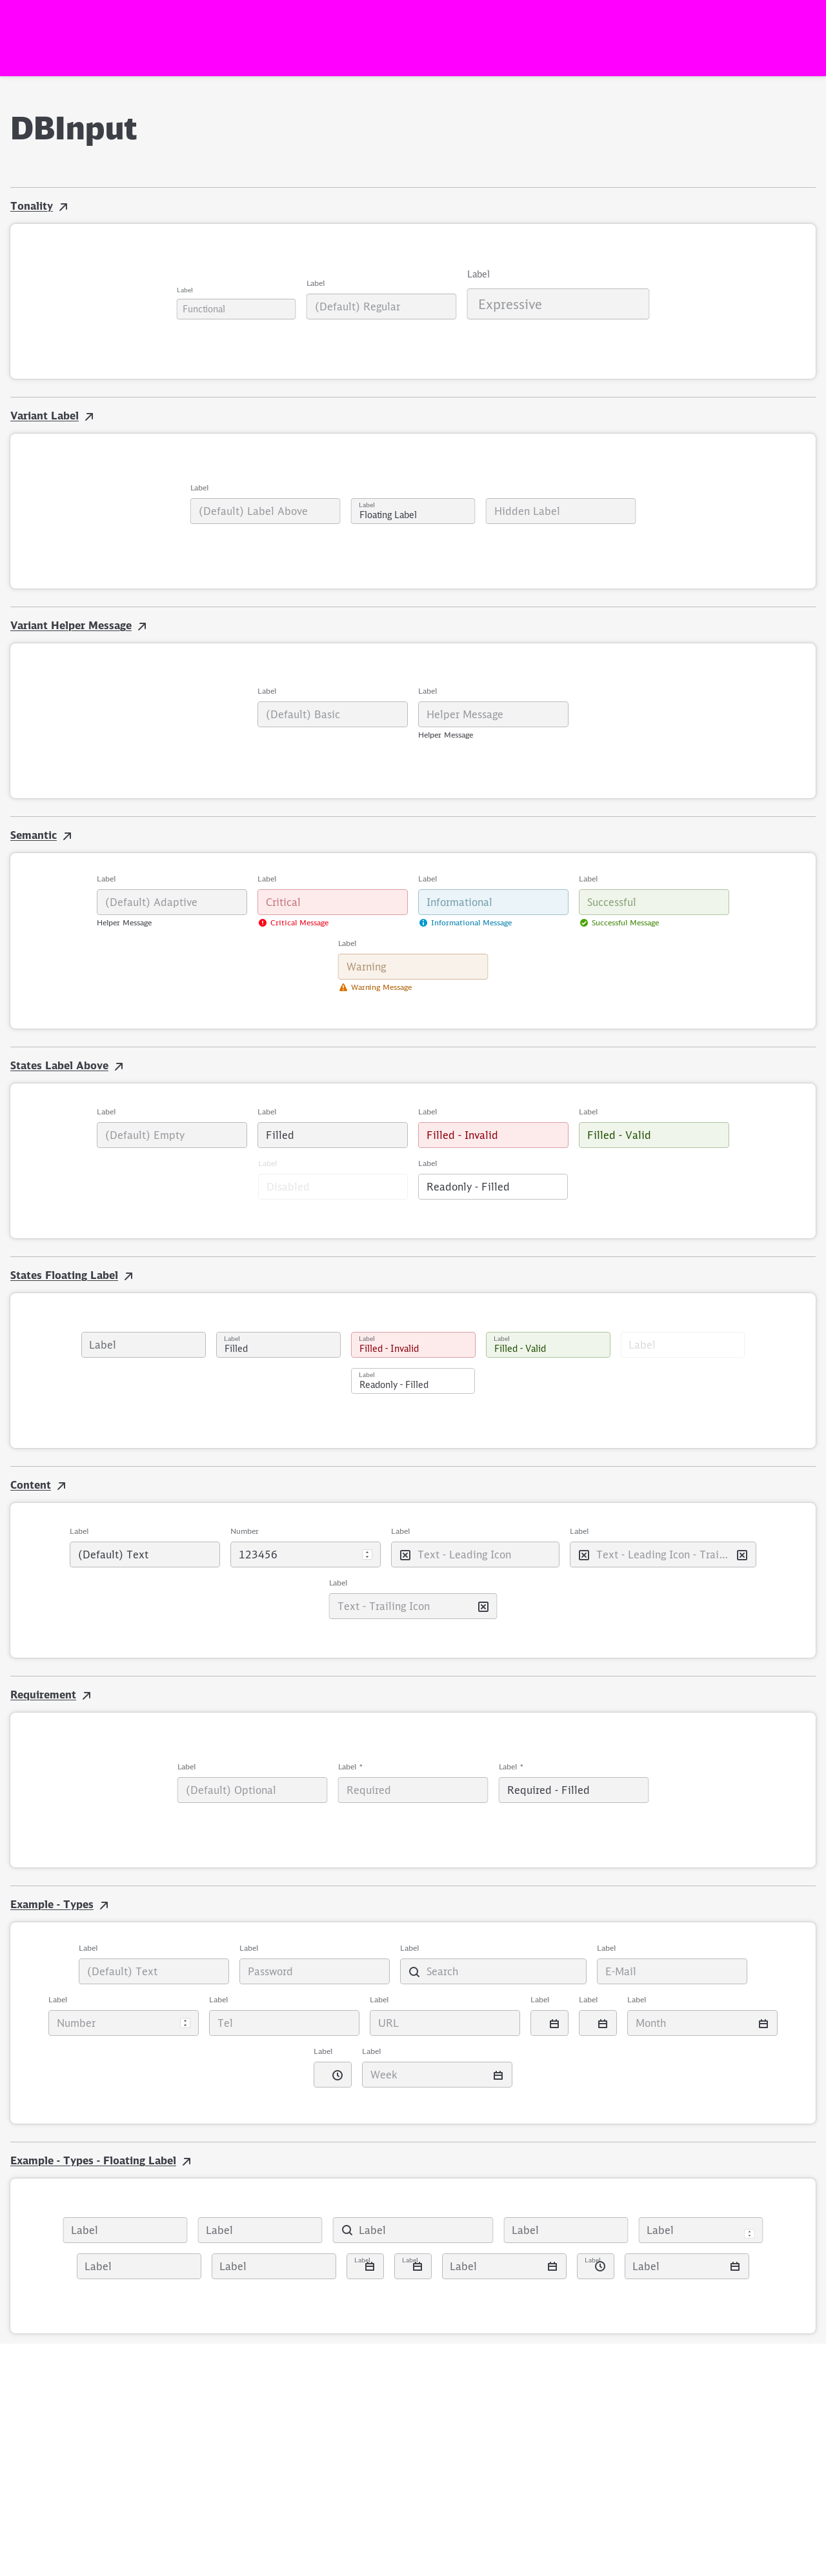 DBInput
Tonality
Label
Label
Label
Functional
(Default) Regular
Expressive
Variant Label
Label
(Default) Label Above
Label
Floating Label
Hidden Label
Variant Helper Message
Label
Label
(Default) Basic
Helper Message
Helper Message
Semantic
Label
Label
Label
Label
(Default) Adaptive
Critical
Informational
Successful
Helper Message
Critical Message
Informational Message
Successful Message
Label
Warning
Warning Message
States Label Above
Label
Label
Label
Label
(Default) Empty
Filled
Filled - Invalid
Filled - Valid
Label
Label
Disabled
Readonly - Filled
States Floating Label
Label
Label
Filled
Label
Filled - Invalid
Label
Filled - Valid
Label
Label
Readonly - Filled
Content
Label
Number
Label
Label
(Default) Text
123456
Text - Leading Icon
Text - Leading Icon - Trai...
Label
Text - Trailing Icon
Requirement
Label
Label *
Label *
(Default) Optional
Required
Required - Filled
Example - Types
Label
Label
Label
Label
(Default) Text
Password
Search
E-Mail
Label
Label
Label
Label
Label
Label
Number
Tel
URL
Month
Label
Label
Week
Example - Types - Floating Label
Label
Label
Label
Label
Label
Label
Label
Label
Label
Label
Label
Label